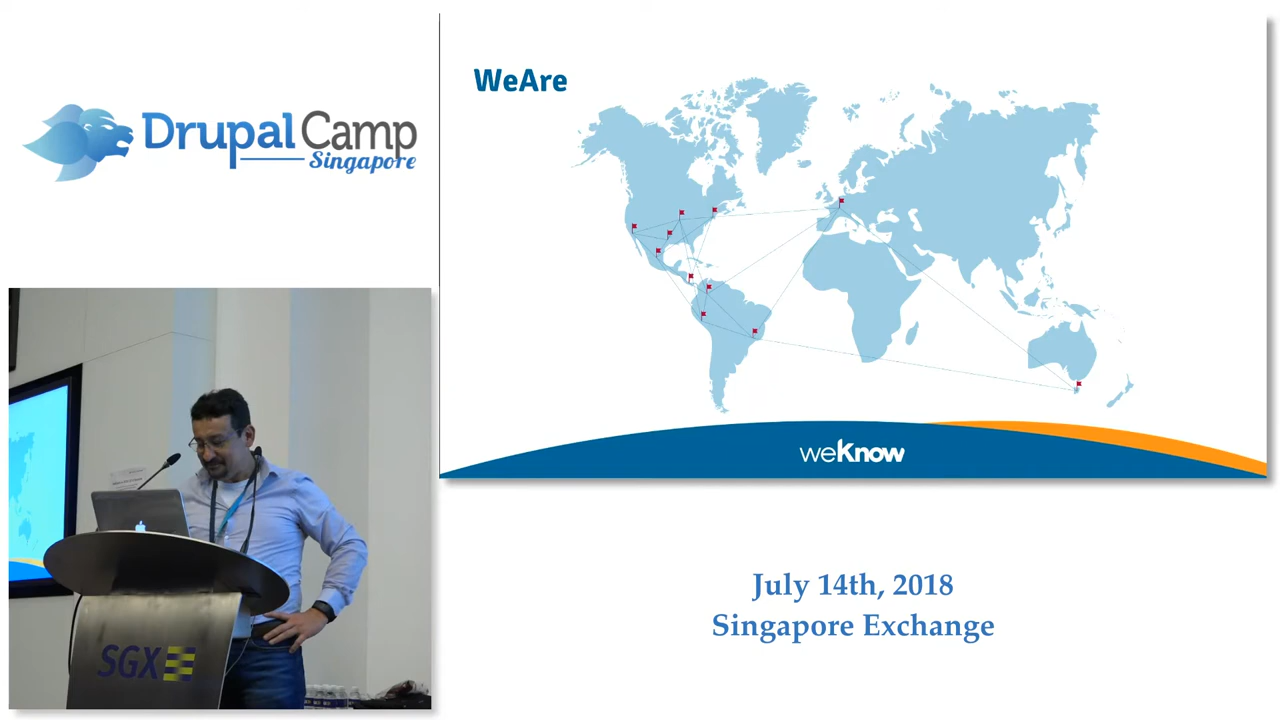 DrupalCamp
Singapore
WeAre
weKnow
SGX
July 14th, 2018
Singapore Exchange